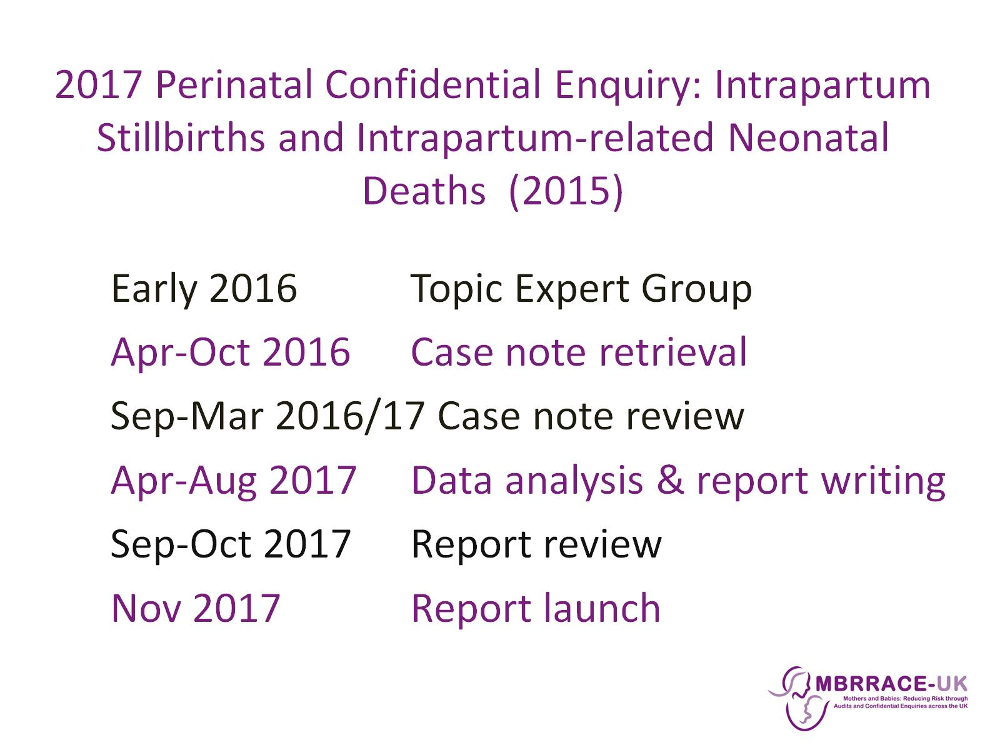 2017 Perinatal Confidential Enquiry: Intrapartum
Stillbirths and Intrapartum-related Neonatal
Deaths (2015)
Early 2016 Topic Expert Group
Apr-Oct 2016 Case note retrieval
Sep-Mar 2016/17 Case note review
Apr-Aug 2017 Data analysis & report writing
Sep-Oct 2017 Report review
Nov 2017 Report launch
MBRRACE-UK
Mothers and Babies: Reducing Risk through
Audits and Confidential Enquiries across the UK